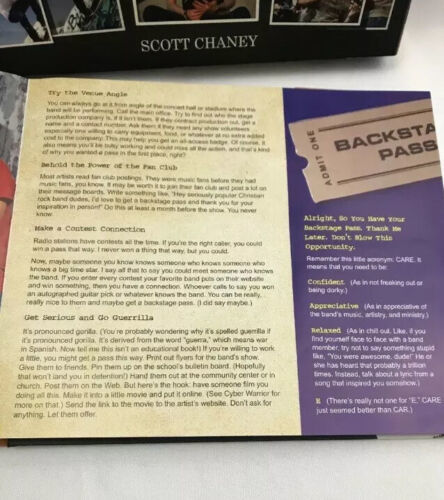 SCOTT CHANEY
Try the Venue Angle
You can always go at it from angle of the concert hall or stadium where the
band will be performing. Call the main office. Try to find out who the stage
production company is, if it isn't them. If they contract production out, get a
name and a contact number. Ask them if they need any show volunteers
especially one willing to carry equipment, food, or whatever at no extra added
cost to the company. This may help you get an all-access badge. Of course, it
also means you'll be busy working and could miss all the action, and that's kind
of why you wanted a pass in the first place, right?
Behold the Power of the Fan Club
Most artists read fan club postings. They were music fans before they had
music fans, you know. It may be worth it to join their fan club and post a lot on
their message boards. Write something like, "Hey seriously popular Christian
rock band dudes, I'd love to get a backstage pass and thank you for your
inspiration in person!" Do this at least a month before the show. You never
know.
Make a Contest Connection
Radio stations have contests all the time. If you're the right caller, you could
win a pass that way. I never won a thing that way, but you could.
Now, maybe someone you know knows someone who knows someone who
knows a big time star. I say all that to say you could meet someone who knows
the band. If you enter every contest your favorite band puts on their website
and win something, then you have a connection. Whoever calls to say you won
an autographed guitar pick or whatever knows the band. You can be really,
really nice to them and maybe get a backstage pass. (I did say maybe.)
Get Serious and Go Guerrilla
It's pronounced gorilla. (You're probably wondering why it's spelled guerrilla if
it's pronounced gorilla. It's derived from the word "guerra," which means war
in Spanish. Now tell me this isn't an educational book!) If you're willing to work
a little, you might get a pass this way. Print out flyers for the band's show.
Give them to friends. Pin them up on the school's bulletin board. (Hopefully
that won't land you in detention!) Hand them out at the community center or in
church. Post them on the Web. But here's the hook: have someone film you
doing all this. Make it into a little movie and put it online. (See Cyber Warrior for
more on that.) Send the link to the movie to the artist's website. Don't ask for
anything. Let them offer.
ADMIT ONE
BACKSTA
PASS
Alright, So You Have Your
Backstage Pass. Thank Me
Later. Don't Blow This
Opportunity.
Remember this little acronym: CARE. It
means that you need to be:
Confident (As in not freaking out or
being dorky.)
Appreciative (As in appreciative of
the band's music, artistry, and ministry.)
Relaxed (As in chill out. Like, if you
find yourself face to face with a band
member, try not to say something stupid
like, "You were awesome, dude!" He or
she has heard that probably a trillion
times. Instead, talk about a lyric from a
song that inspired you somehow.)
E (There's really not one for "E." CARE
just seemed better than CAR.)